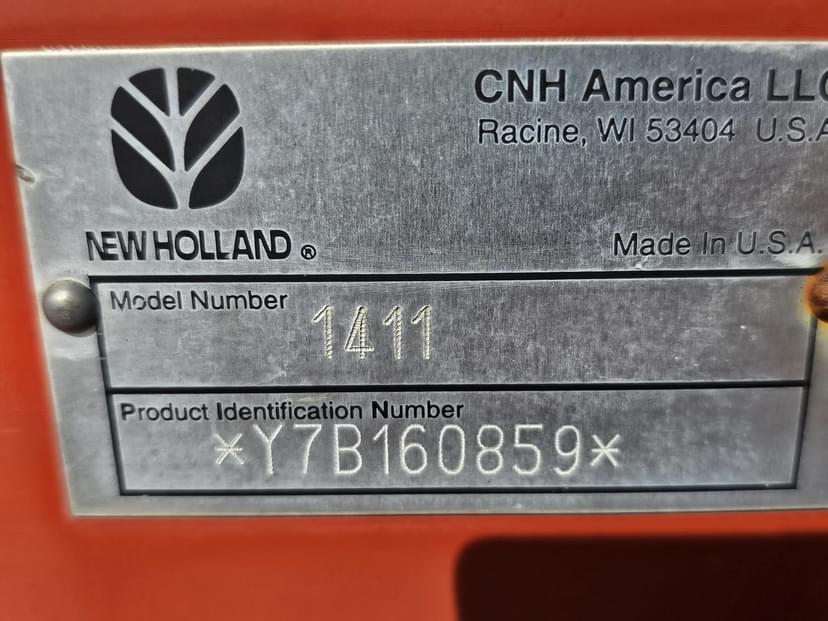 CNH America LLC
Racine, WI 53404 U.S.A
NEW HOLLAND ®
Made In U.S.A.
Model Number
1411
Product Identification Number
*Y7B160859*